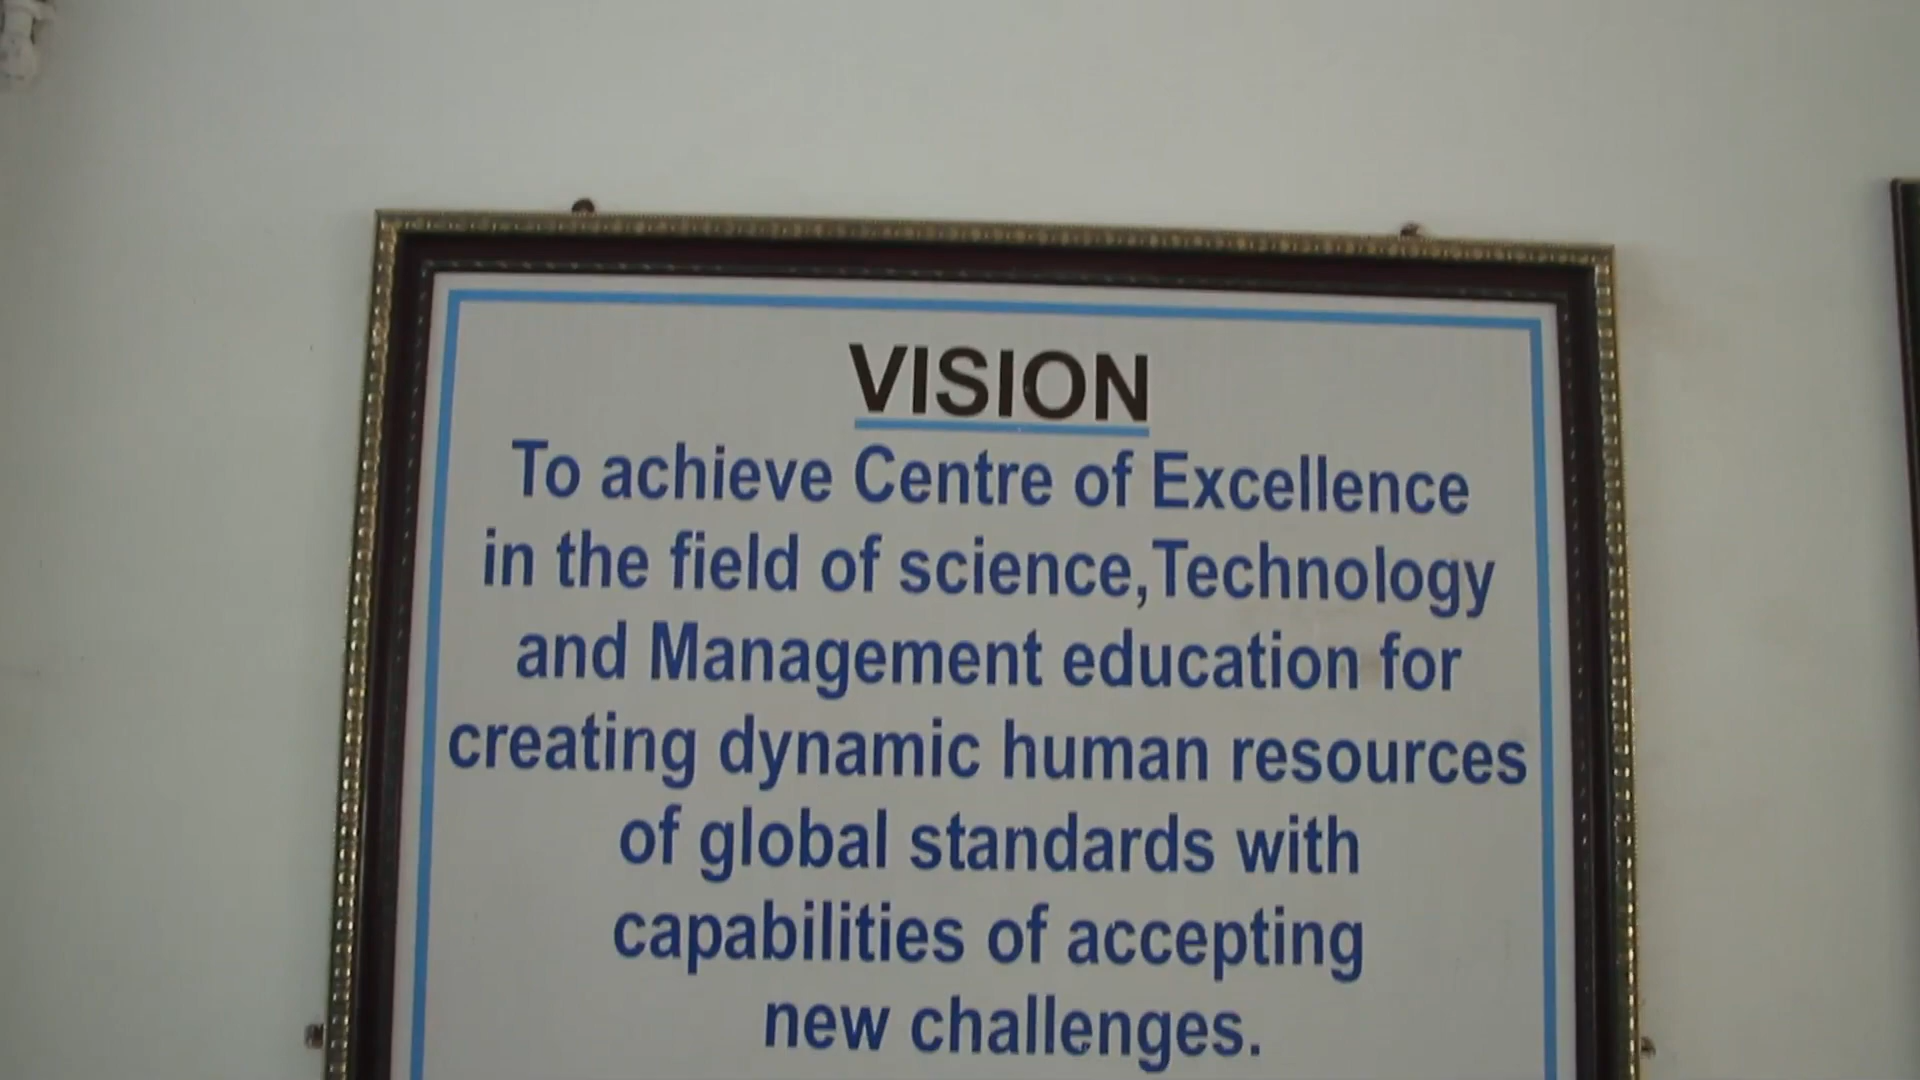 VISION
To achieve Centre of Excellence
in the field of science,Technology
and Management education for
creating dynamic human resources
of global standards with
capabilities of accepting
new challenges.